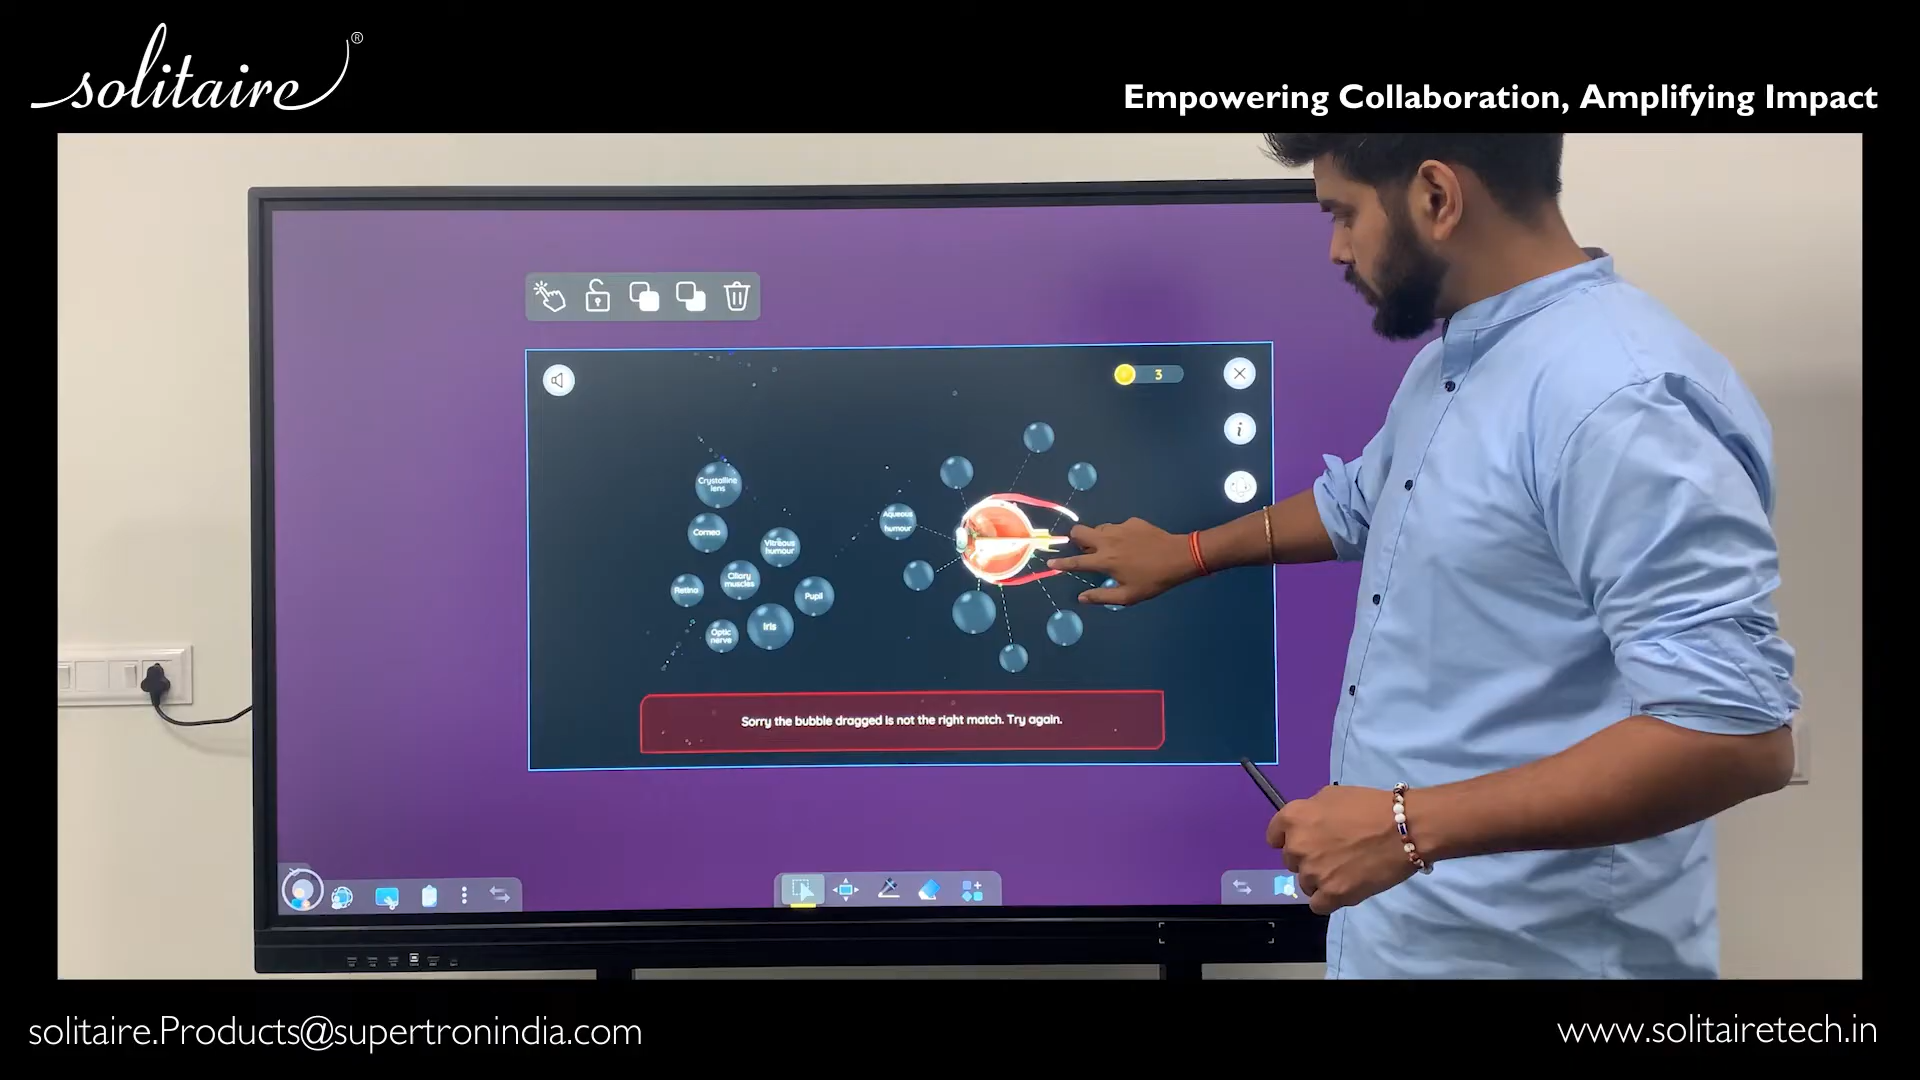 solitaire®
Empowering Collaboration, Amplifying Impact
3
i
Crystalline
lens
Cornea
Vitreous
humour
Aqueous
humour
Ciliary
muscles
Retina
Pupil
Iris
Optic
nerve
Sorry the bubble dragged is not the right match. Try again.
solitaire.Products@supertronindia.com
www.solitairetech.in